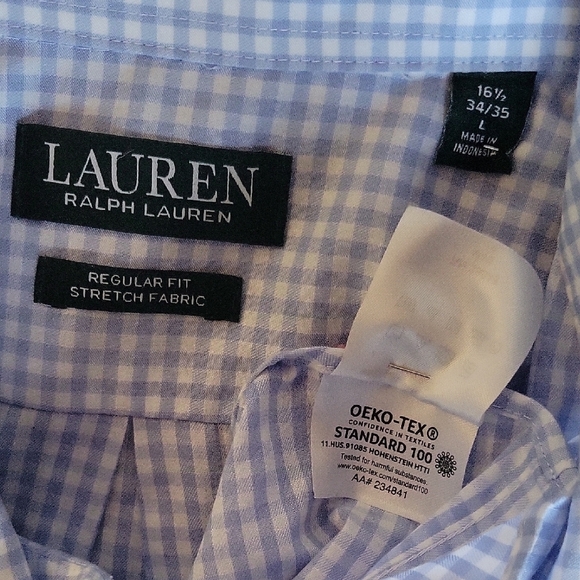 LAUREN
RALPH LAUREN
REGULAR FIT
STRETCH FABRIC
16½
34/35
L
MADE IN
INDONESIA
OEKO-TEX®
CONFIDENCE IN TEXTILES
STANDARD 100
11.HUS.91085 HOHENSTEIN HTTI
Tested for harmful substances.
www.oeko-tex.com/standard100
AA# 234841